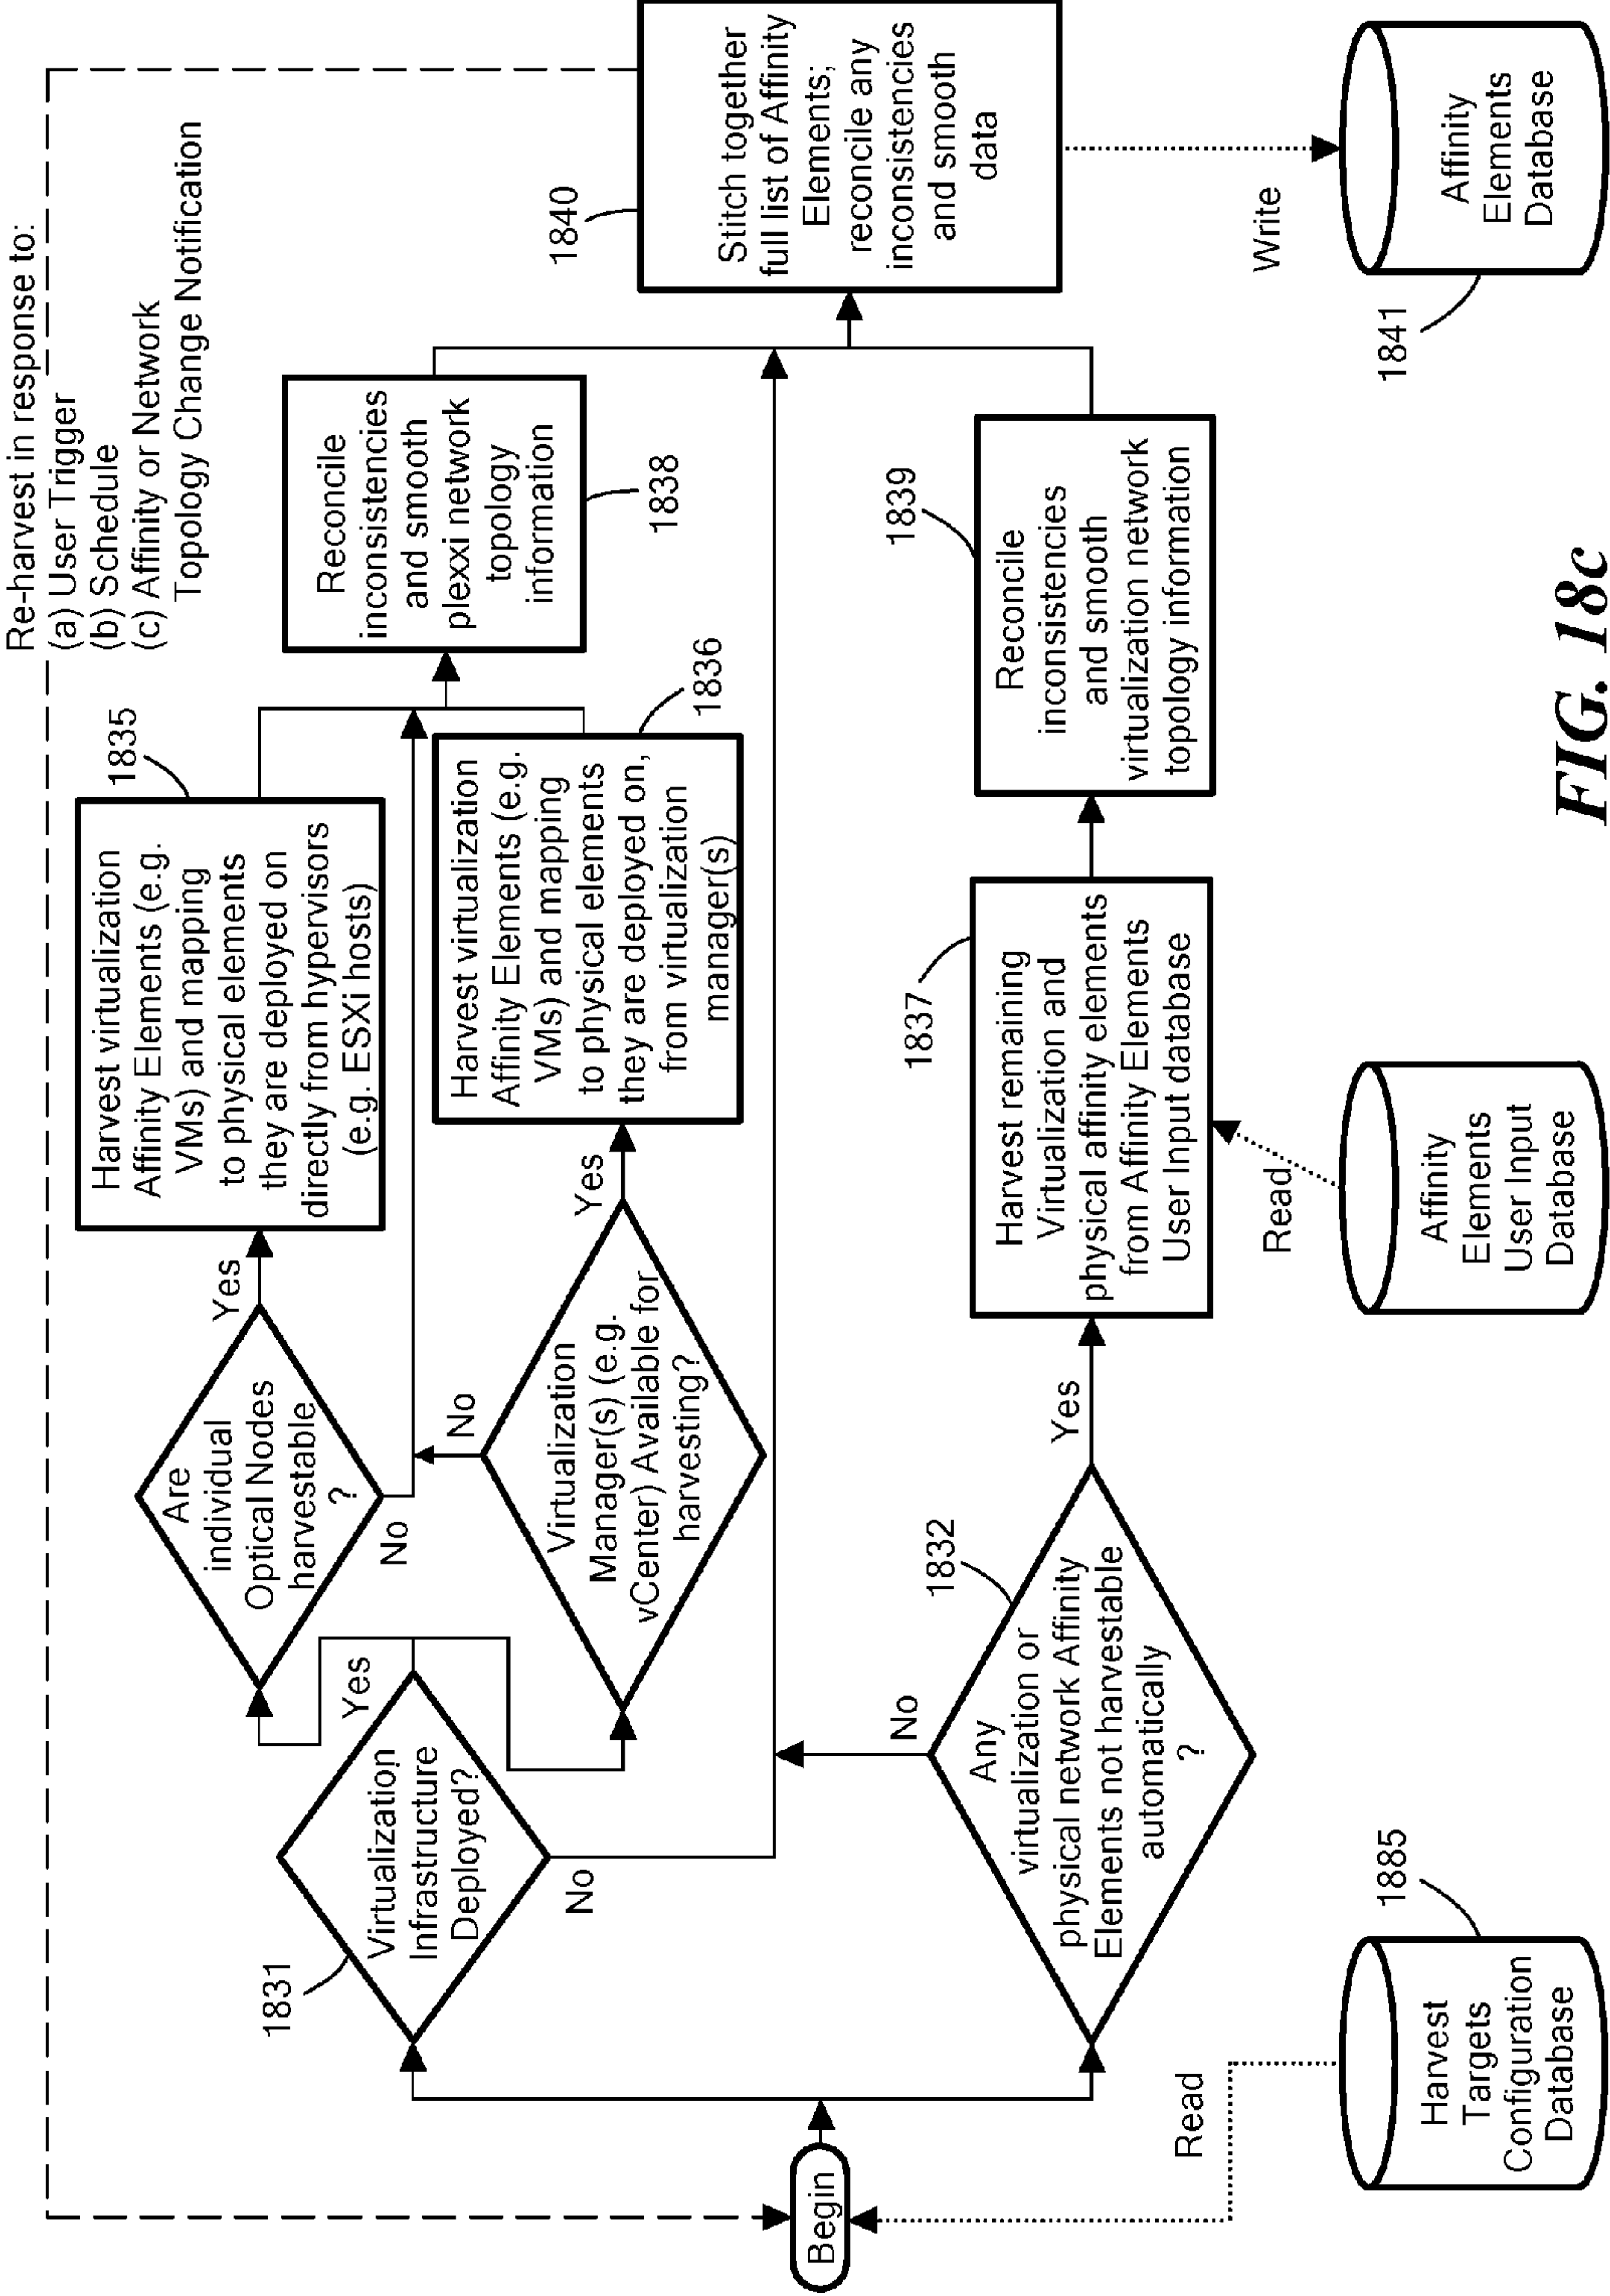 Re-harvest in response to:
(a) User Trigger
(b) Schedule
(c) Affinity or Network
Topology Change Notification
Begin
1831
Virtualization
Infrastructure
Deployed?
Yes
No
Are
individual
Optical Nodes
harvestable
?
Yes
No
1835
Harvest virtualization
Affinity Elements (e.g.
VMs) and mapping
to physical elements
they are deployed on
directly from hypervisors
(e.g. ESXi hosts)
Virtualization
Manager(s) (e.g.
vCenter) Available for
harvesting?
No
Yes
1836
Harvest virtualization
Affinity Elements (e.g.
VMs) and mapping
to physical elements
they are deployed on,
from virtualization
manager(s)
Reconcile
inconsistencies
and smooth
plexxi network
topology
information
1838
1840
Stitch together
full list of Affinity
Elements;
reconcile any
inconsistencies
and smooth
data
1832
Any
virtualization or
physical network Affinity
Elements not harvestable
automatically
?
No
Yes
1837
Harvest remaining
Virtualization and
physical affinity elements
from Affinity Elements
User Input database
1839
Reconcile
inconsistencies
and smooth
virtualization network
topology information
Read
1885
Harvest
Targets
Configuration
Database
Read
Affinity
Elements
User Input
Database
Write
1841
Affinity
Elements
Database
FIG. 18c